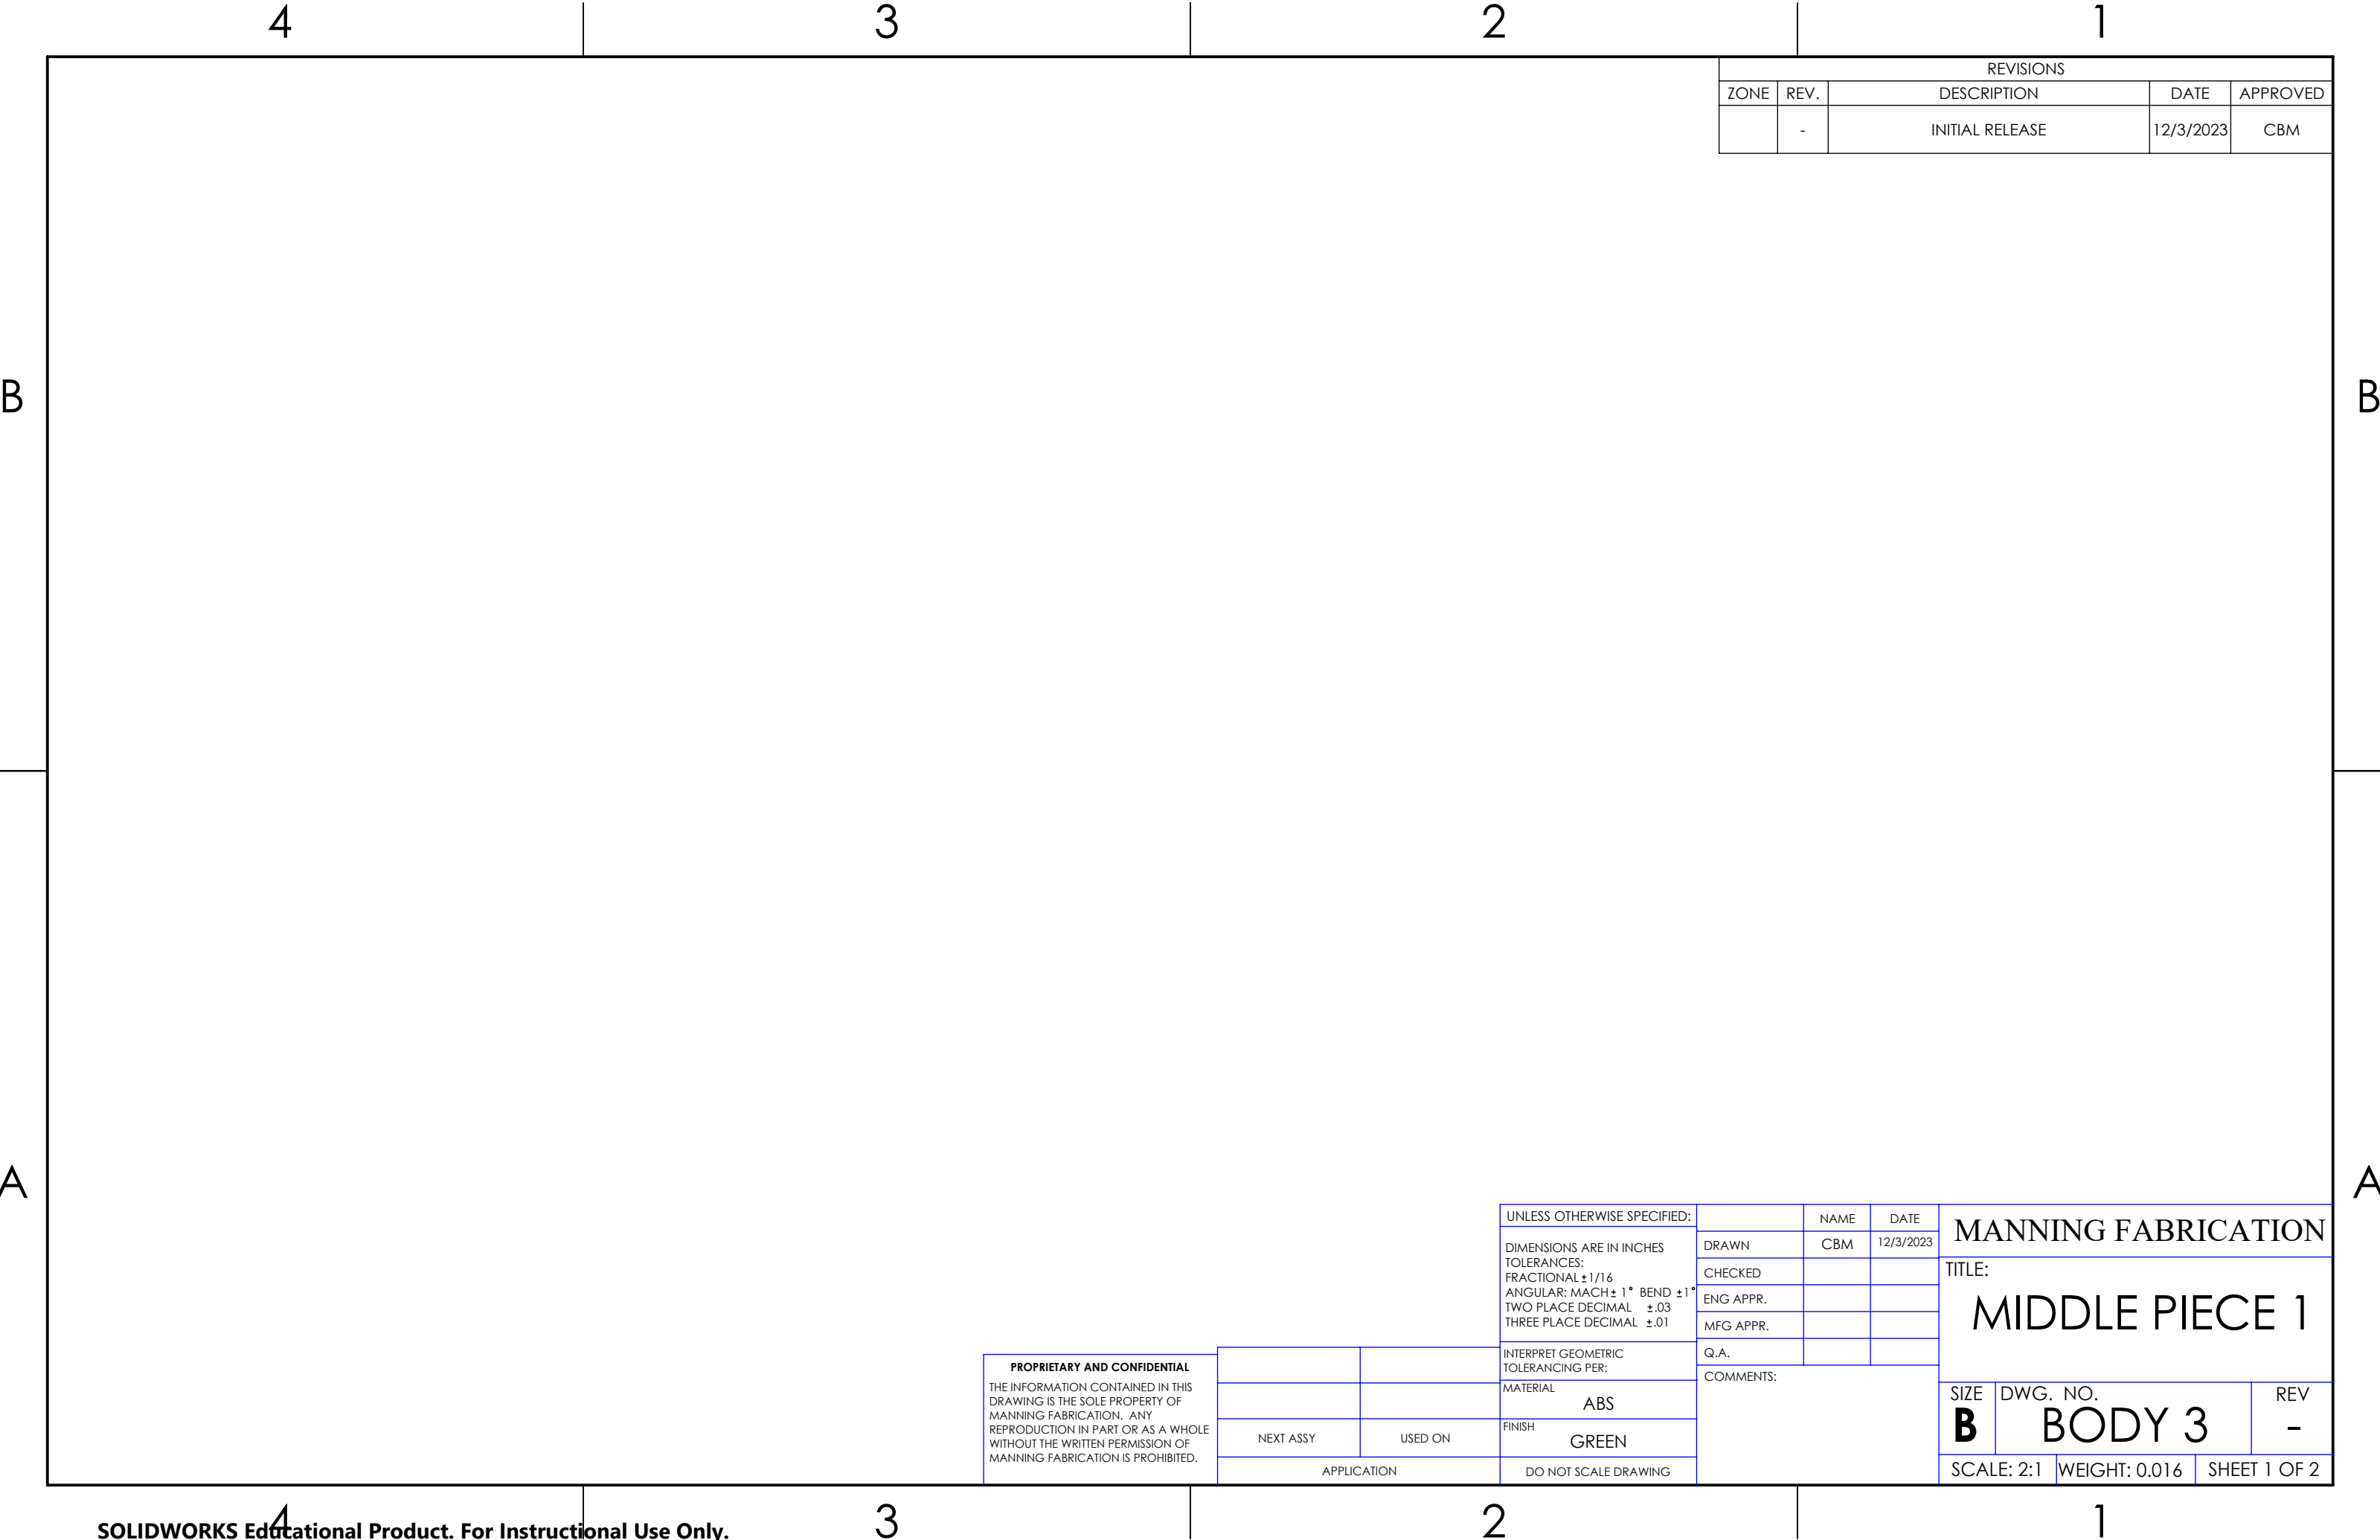 4 3 2 1
REVISIONS
ZONE REV. DESCRIPTION DATE APPROVED
- INITIAL RELEASE 12/3/2023 CBM
B B
A A
UNLESS OTHERWISE SPECIFIED:
DIMENSIONS ARE IN INCHES
TOLERANCES:
FRACTIONAL ±1/16
ANGULAR: MACH± 1° BEND ±1°
TWO PLACE DECIMAL ±.03
THREE PLACE DECIMAL ±.01
INTERPRET GEOMETRIC
TOLERANCING PER:
MATERIAL
ABS
FINISH
GREEN
DO NOT SCALE DRAWING
NAME DATE
DRAWN CBM 12/3/2023
CHECKED
ENG APPR.
MFG APPR.
Q.A.
COMMENTS:
MANNING FABRICATION
TITLE:
MIDDLE PIECE 1
SIZE DWG. NO. REV
B BODY 3 -
SCALE: 2:1 WEIGHT: 0.016 SHEET 1 OF 2
PROPRIETARY AND CONFIDENTIAL
THE INFORMATION CONTAINED IN THIS
DRAWING IS THE SOLE PROPERTY OF
MANNING FABRICATION. ANY
REPRODUCTION IN PART OR AS A WHOLE
WITHOUT THE WRITTEN PERMISSION OF
MANNING FABRICATION IS PROHIBITED.
NEXT ASSY USED ON
APPLICATION
4 3 2 1
SOLIDWORKS Educational Product. For Instructional Use Only.